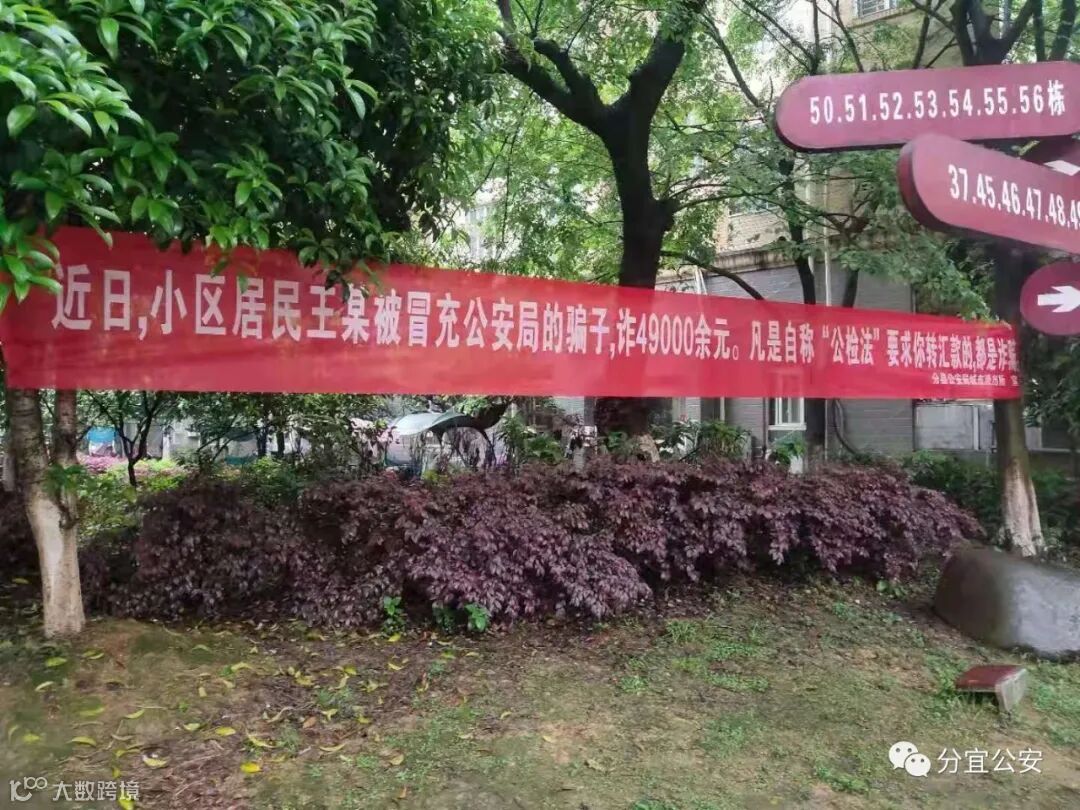 50.51.52.53.54.55.56栋
37.45.46.47.48.49
近日,小区居民王某被冒充公安局的骗子,诈49000余元。凡是自称“公检法”要求你转汇款的,都是诈骗
分宜公安
大数跨境